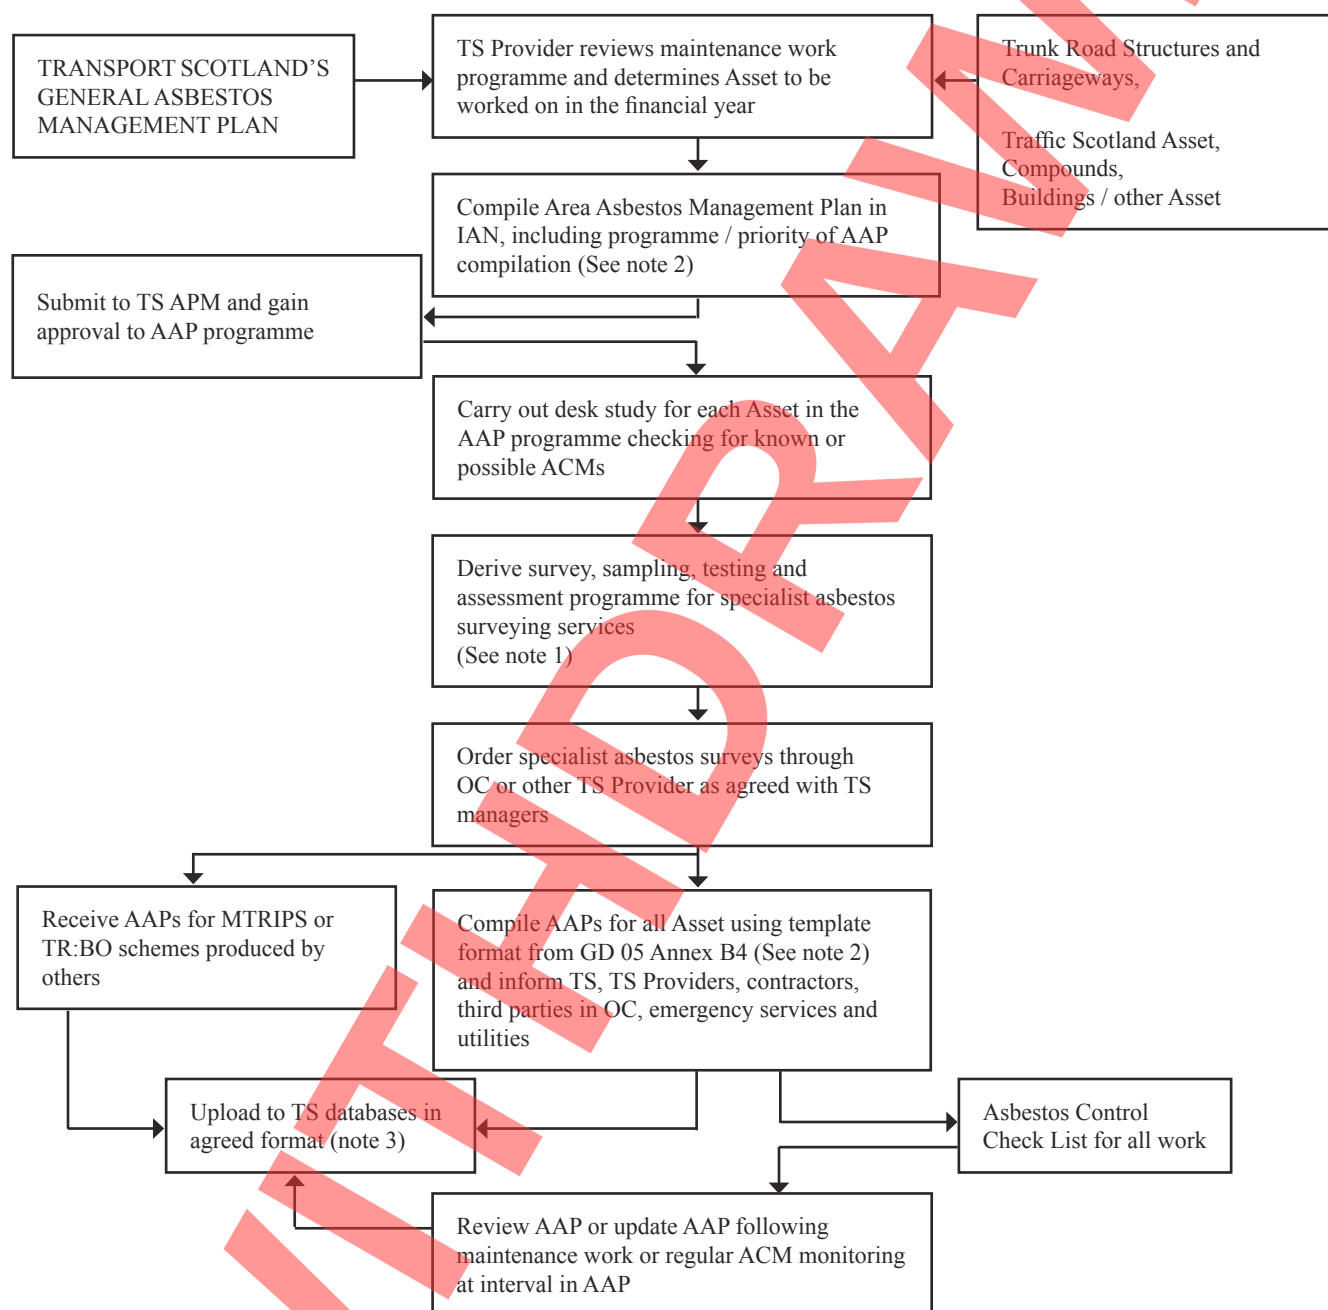 TRANSPORT SCOTLAND'S
GENERAL ASBESTOS
MANAGEMENT PLAN
TS Provider reviews maintenance work
programme and determines Asset to be
worked on in the financial year
Trunk Road Structures and
Carriageways,
Traffic Scotland Asset,
Compounds,
Buildings / other Asset
Compile Area Asbestos Management Plan in
IAN, including programme / priority of AAP
compilation (See note 2)
Submit to TS APM and gain
approval to AAP programme
Carry out desk study for each Asset in the
AAP programme checking for known or
possible ACMs
Derive survey, sampling, testing and
assessment programme for specialist asbestos
surveying services
(See note 1)
Order specialist asbestos surveys through
OC or other TS Provider as agreed with TS
managers
Receive AAPs for MTRIPS or
TR:BO schemes produced by
others
Compile AAPs for all Asset using template
format from GD 05 Annex B4 (See note 2)
and inform TS, TS Providers, contractors,
third parties in OC, emergency services and
utilities
Upload to TS databases in
agreed format (note 3)
Asbestos Control
Check List for all work
Review AAP or update AAP following
maintenance work or regular ACM monitoring
at interval in AAP
WITHDRAWN